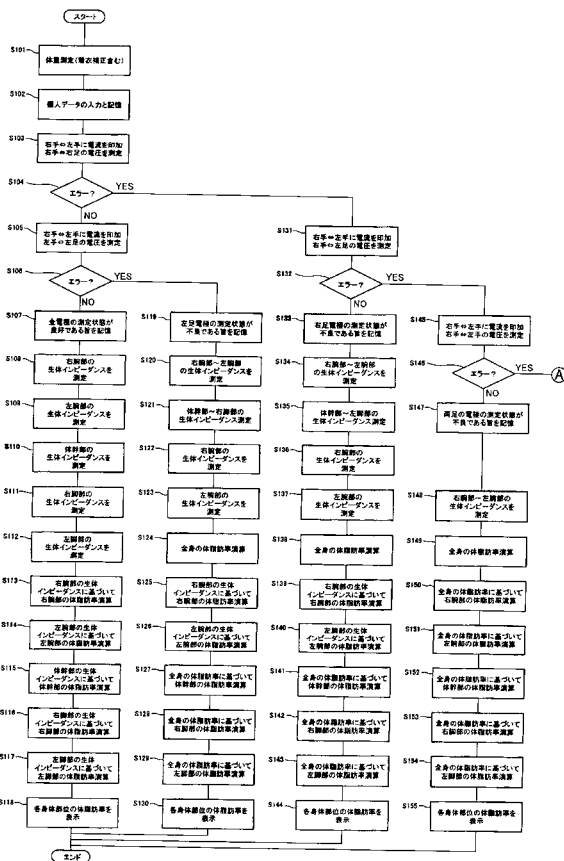 スタート
S101
体重測定(着衣補正含む)
S102
個人データの入力と記憶
S103
右手⇔左手に電流を印加
右手⇔右足の電圧を測定
S104
エラー?
YES
NO
S105
右手⇔左手に電流を印加
左手⇔左足の電圧を測定
S106
エラー?
YES
NO
S107
全電極の測定状態が
良好である旨を記憶
S108
右腕部の
生体インピーダンスを
測定
S109
左腕部の
生体インピーダンスを
測定
S110
体幹部の
生体インピーダンスを
測定
S111
右脚部の
生体インピーダンスを
測定
S112
左脚部の
生体インピーダンスを
測定
S113
右腕部の生体
インピーダンスに基づいて
右腕部の体脂肪率演算
S114
左腕部の生体
インピーダンスに基づいて
左腕部の体脂肪率演算
S115
体幹部の生体
インピーダンスに基づいて
体幹部の体脂肪率演算
S116
右脚部の生体
インピーダンスに基づいて
右脚部の体脂肪率演算
S117
左脚部の生体
インピーダンスに基づいて
左脚部の体脂肪率演算
S118
各身体部位の体脂肪率を
表示
S119
左足電極の測定状態が
不良である旨を記憶
S120
右腕部~左腕部
の生体インピーダンスを
測定
S121
体幹部~右脚部の
生体インピーダンス測定
S122
右腕部の
生体インピーダンスを
測定
S123
左腕部の
生体インピーダンスを
測定
S124
全身の体脂肪率演算
S125
右腕部の生体
インピーダンスに基づいて
右腕部の体脂肪率演算
S126
左腕部の生体
インピーダンスに基づいて
左腕部の体脂肪率演算
S127
全身の体脂肪率に基づいて
体幹部の体脂肪率演算
S128
全身の体脂肪率に基づいて
右脚部の体脂肪率演算
S129
全身の体脂肪率に基づいて
左脚部の体脂肪率演算
S130
各身体部位の体脂肪率を
表示
S131
右手⇔左手に電流を印加
右手⇔左足の電圧を測定
S132
エラー?
YES
NO
S133
右足電極の測定状態が
不良である旨を記憶
S134
右腕部~左腕部
の生体インピーダンスを
測定
S135
体幹部~左脚部の
生体インピーダンス測定
S136
右腕部の
生体インピーダンスを
測定
S137
左腕部の
生体インピーダンスを
測定
S138
全身の体脂肪率演算
S139
右腕部の生体
インピーダンスに基づいて
右腕部の体脂肪率演算
S140
左腕部の生体
インピーダンスに基づいて
左腕部の体脂肪率演算
S141
全身の体脂肪率に基づいて
体幹部の体脂肪率演算
S142
全身の体脂肪率に基づいて
右脚部の体脂肪率演算
S143
全身の体脂肪率に基づいて
左脚部の体脂肪率演算
S144
各身体部位の体脂肪率を
表示
S145
右手⇔左手に電流を印加
右手⇔左手の電圧を測定
S146
エラー?
YES
A
NO
S147
両足の電極の測定状態が
不良である旨を記憶
S148
右腕部~左腕部の
生体インピーダンスを
測定
S149
全身の体脂肪率演算
S150
全身の体脂肪率に基づいて
右腕部の体脂肪率演算
S151
全身の体脂肪率に基づいて
左腕部の体脂肪率演算
S152
全身の体脂肪率に基づいて
体幹部の体脂肪率演算
S153
全身の体脂肪率に基づいて
右脚部の体脂肪率演算
S154
全身の体脂肪率に基づいて
左脚部の体脂肪率演算
S155
各身体部位の体脂肪率を
表示
エンド